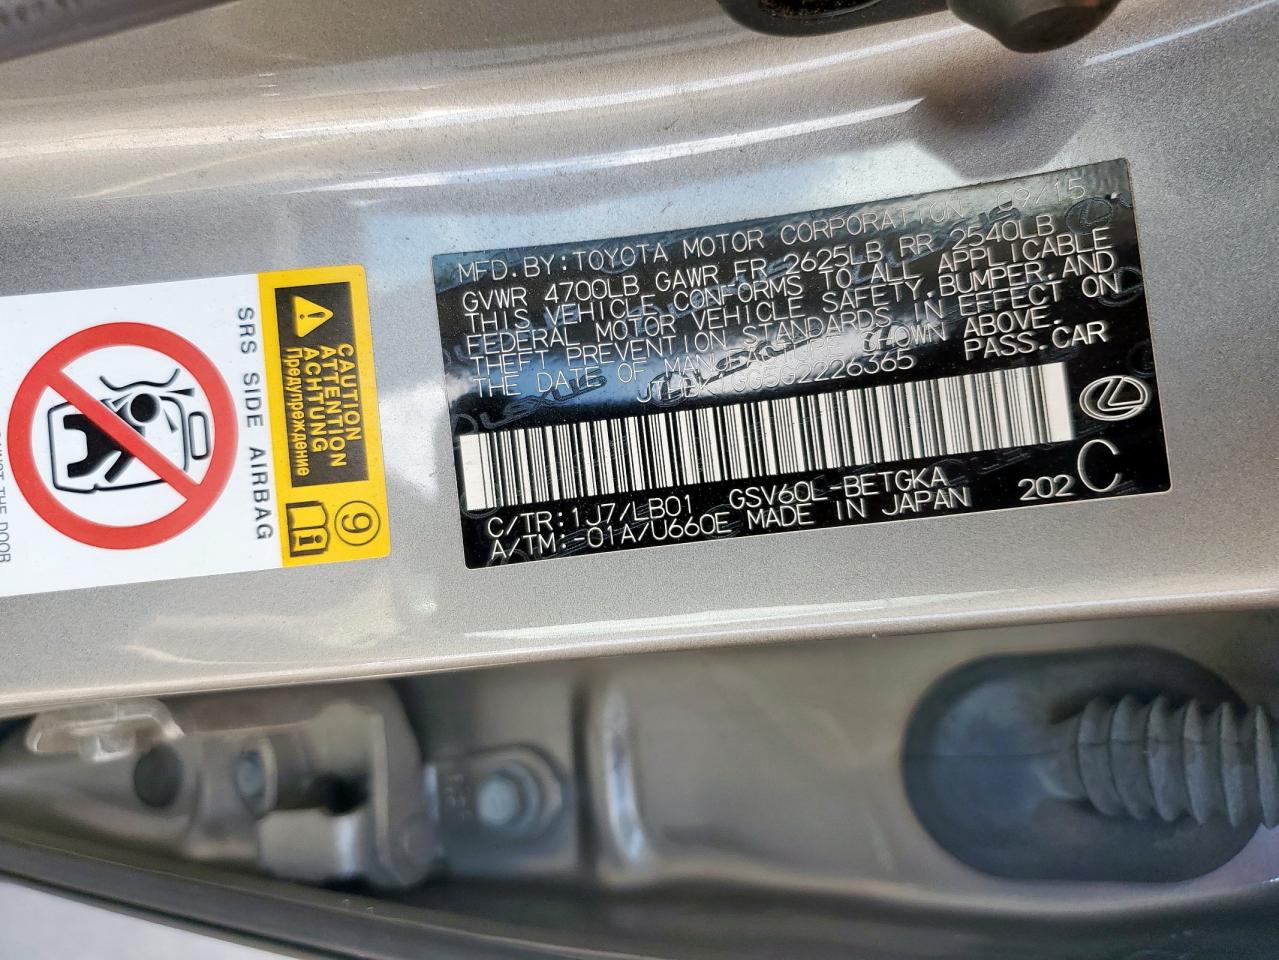 MFD. BY: TOYOTA MOTOR CORPORATION 09/15
GVWR 4700LB GAWR FR 2625LB RR 2540LB
THIS VEHICLE CONFORMS TO ALL APPLICABLE
FEDERAL MOTOR VEHICLE SAFETY, BUMPER, AND
THEFT PREVENTION STANDARDS IN EFFECT ON
THE DATE OF MANUFACTURE SHOWN ABOVE.
PASS. CAR
C/TR: 1J7/LB01 GSV60L-BETGKA
A/TM: -01A/U660E MADE IN JAPAN
202 C
CAUTION
ATTENTION
ACHTUNG
Предупреждение
9
SRS SIDE AIRBAG
THE DOOR